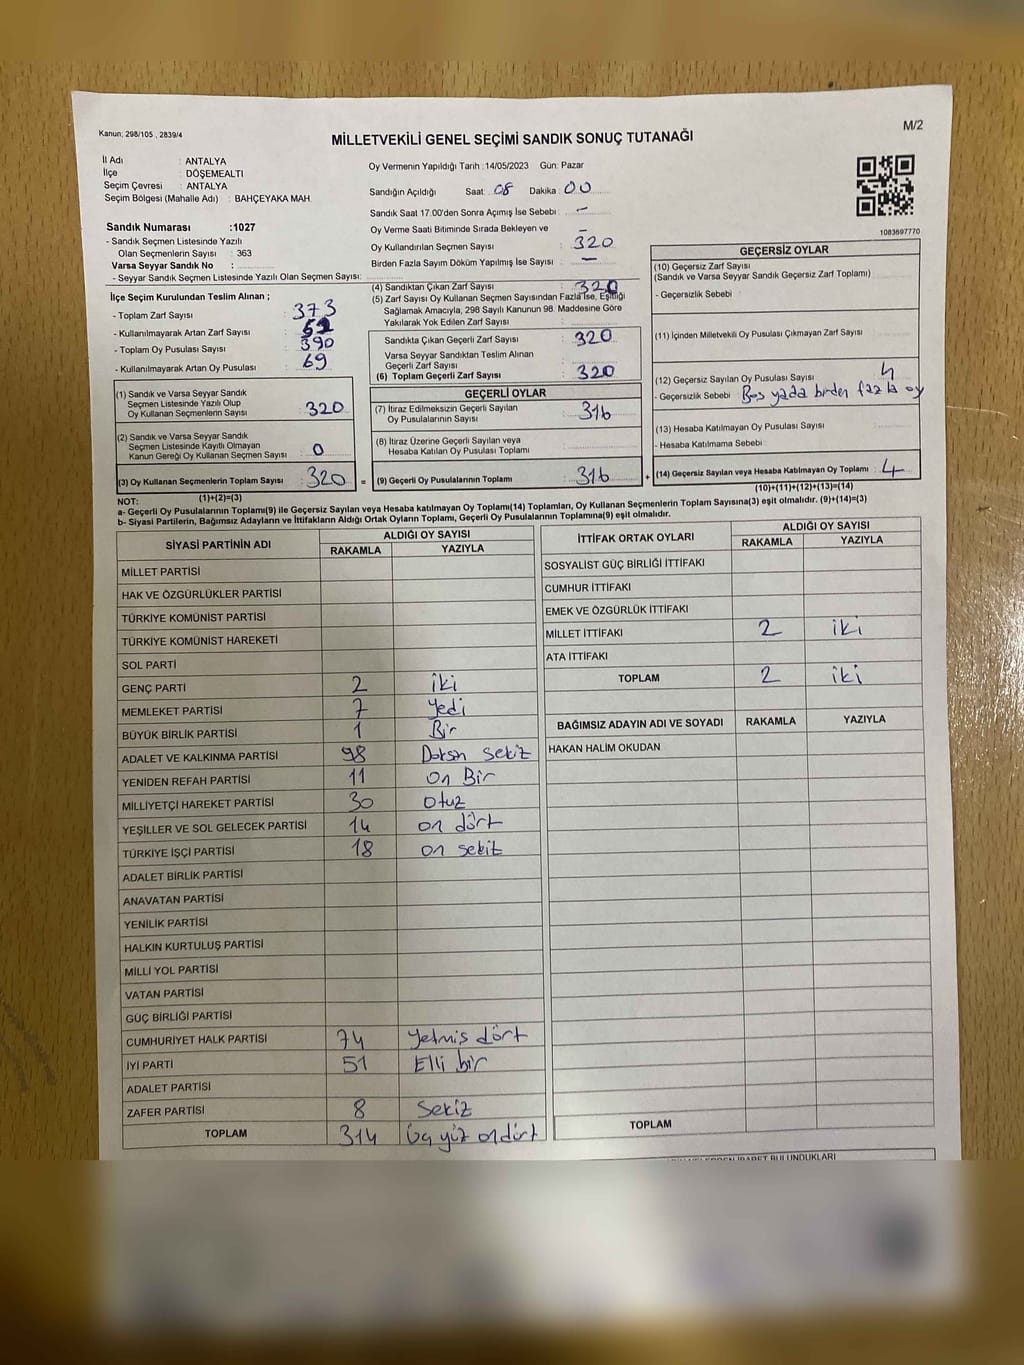 Kanun; 298/105 , 2839/4
M/2
MİLLETVEKİLİ GENEL SEÇİMİ SANDIK SONUÇ TUTANAĞI
İl Adı : ANTALYA
İlçe : DÖŞEMEALTI
Seçim Çevresi : ANTALYA
Seçim Bölgesi (Mahalle Adı) : BAHÇEYAKA MAH.
Sandık Numarası :1027
- Sandık Seçmen Listesinde Yazılı
Olan Seçmenlerin Sayısı : 363
Varsa Seyyar Sandık No :
- Seyyar Sandık Seçmen Listesinde Yazılı Olan Seçmen Sayısı:
Oy Vermenin Yapıldığı Tarih : 14/05/2023 Gün: Pazar
Sandığın Açıldığı Saat: 08 Dakika : 00
Sandık Saat 17.00'den Sonra Açımış İse Sebebi : -
Oy Verme Saati Bitiminde Sırada Bekleyen ve -
Oy Kullandırılan Seçmen Sayısı : 320
Birden Fazla Sayım Döküm Yapılmış İse Sayısı : -
1083697770
İlçe Seçim Kurulundan Teslim Alınan ;
- Toplam Zarf Sayısı : 373
- Kullanılmayarak Artan Zarf Sayısı : 52
- Toplam Oy Pusulası Sayısı : 390
- Kullanılmayarak Artan Oy Pusulası : 69
(1) Sandık ve Varsa Seyyar Sandık
Seçmen Listesinde Yazılı Olup
Oy Kullanan Seçmenlerin Sayısı : 320
(2) Sandık ve Varsa Seyyar Sandık
Seçmen Listesinde Kayıtlı Olmayan
Kanun Gereği Oy Kullanan Seçmen Sayısı : 0
(3) Oy Kullanan Seçmenlerin Toplam Sayısı : 320
(1)+(2)=(3)
(4) Sandıktan Çıkan Zarf Sayısı : 320
(5) Zarf Sayısı Oy Kullanan Seçmen Sayısından Fazla İse, Eşitliği
Sağlamak Amacıyla, 298 Sayılı Kanunun 98. Maddesine Göre
Yakılarak Yok Edilen Zarf Sayısı :
Sandıkta Çıkan Geçerli Zarf Sayısı : 320
Varsa Seyyar Sandıktan Teslim Alınan
Geçerli Zarf Sayısı :
(6) Toplam Geçerli Zarf Sayısı : 320
GEÇERLİ OYLAR
(7) İtiraz Edilmeksizin Geçerli Sayılan
Oy Pusulalarının Sayısı : 316
(8) İtiraz Üzerine Geçerli Sayılan veya
Hesaba Katılan Oy Pusulası Toplamı :
= (9) Geçerli Oy Pusulalarının Toplamı : 316
GEÇERSİZ OYLAR
(10) Geçersiz Zarf Sayısı
(Sandık ve Varsa Seyyar Sandık Geçersiz Zarf Toplamı)
- Geçersizlik Sebebi :
(11) İçinden Milletvekili Oy Pusulası Çıkmayan Zarf Sayısı :
(12) Geçersiz Sayılan Oy Pusulası Sayısı : 4
- Geçersizlik Sebebi : Boş yada birden fazla oy
(13) Hesaba Katılmayan Oy Pusulası Sayısı :
- Hesaba Katılmama Sebebi :
+ (14) Geçersiz Sayılan veya Hesaba Katılmayan Oy Toplamı : 4
(10)+(11)+(12)+(13)=(14)
NOT:
a- Geçerli Oy Pusulalarının Toplamı(9) ile Geçersiz Sayılan veya Hesaba katılmayan Oy Toplamı(14) Toplamları, Oy Kullanan Seçmenlerin Toplam Sayısına(3) eşit olmalıdır. (9)+(14)=(3)
b- Siyasi Partilerin, Bağımsız Adayların ve İttifakların Aldığı Ortak Oyların Toplamı, Geçerli Oy Pusulalarının Toplamına(9) eşit olmalıdır.
SİYASİ PARTİNİN ADI ALDIĞI OY SAYISI
RAKAMLA YAZIYLA
MİLLET PARTİSİ
HAK VE ÖZGÜRLÜKLER PARTİSİ
TÜRKİYE KOMÜNİST PARTİSİ
TÜRKİYE KOMÜNİST HAREKETİ
SOL PARTİ
GENÇ PARTİ 2 iki
MEMLEKET PARTİSİ 7 Yedi
BÜYÜK BİRLİK PARTİSİ 1 Bir
ADALET VE KALKINMA PARTİSİ 98 Doksan sekiz
YENİDEN REFAH PARTİSİ 11 on Bir
MİLLİYETÇİ HAREKET PARTİSİ 30 otuz
YEŞİLLER VE SOL GELECEK PARTİSİ 14 on dört
TÜRKİYE İŞÇİ PARTİSİ 18 on sekiz
ADALET BİRLİK PARTİSİ
ANAVATAN PARTİSİ
YENİLİK PARTİSİ
HALKIN KURTULUŞ PARTİSİ
MİLLİ YOL PARTİSİ
VATAN PARTİSİ
GÜÇ BİRLİĞİ PARTİSİ
CUMHURİYET HALK PARTİSİ 74 Yetmiş dört
İYİ PARTİ 51 Elli bir
ADALET PARTİSİ
ZAFER PARTİSİ 8 Sekiz
TOPLAM 314 üç yüz ondört
İTTİFAK ORTAK OYLARI ALDIĞI OY SAYISI
RAKAMLA YAZIYLA
SOSYALİST GÜÇ BİRLİĞİ İTTİFAKI
CUMHUR İTTİFAKI
EMEK VE ÖZGÜRLÜK İTTİFAKI
MİLLET İTTİFAKI 2 iki
ATA İTTİFAKI
TOPLAM 2 iki
BAĞIMSIZ ADAYIN ADI VE SOYADI RAKAMLA YAZIYLA
HAKAN HALİM OKUDAN
TOPLAM